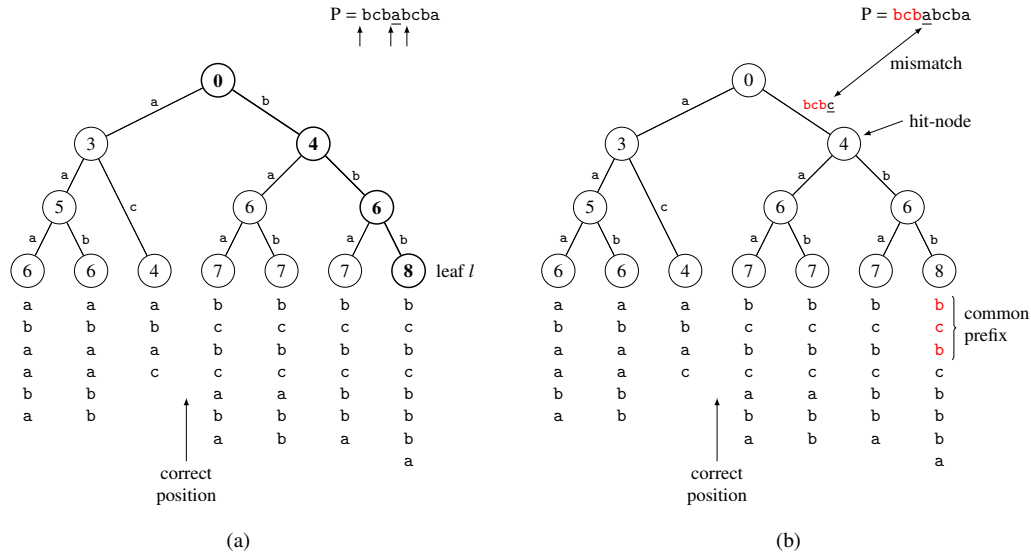 P = bcbabcba
0
a b
3 4
a c a b
5 6 6
a b a b a b
6 6 4 7 7 7 8 leaf l
a a a b b b b
b b b c c c c
a a a b b b b
a a c c c c c
b b a a b b
a b b b b b
a b a b
a
correct
position
(a)
P = bcbabcba
mismatch
0
a bcbc
hit-node
3 4
a c a b
5 6 6
a b a b a b
6 6 4 7 7 7 8
a a a b b b b
b b b c c c c
a a a b b b b
common
prefix
a a c c c c c
b b a a b b
a b b b b b
a b a b
a
correct
position
(b)